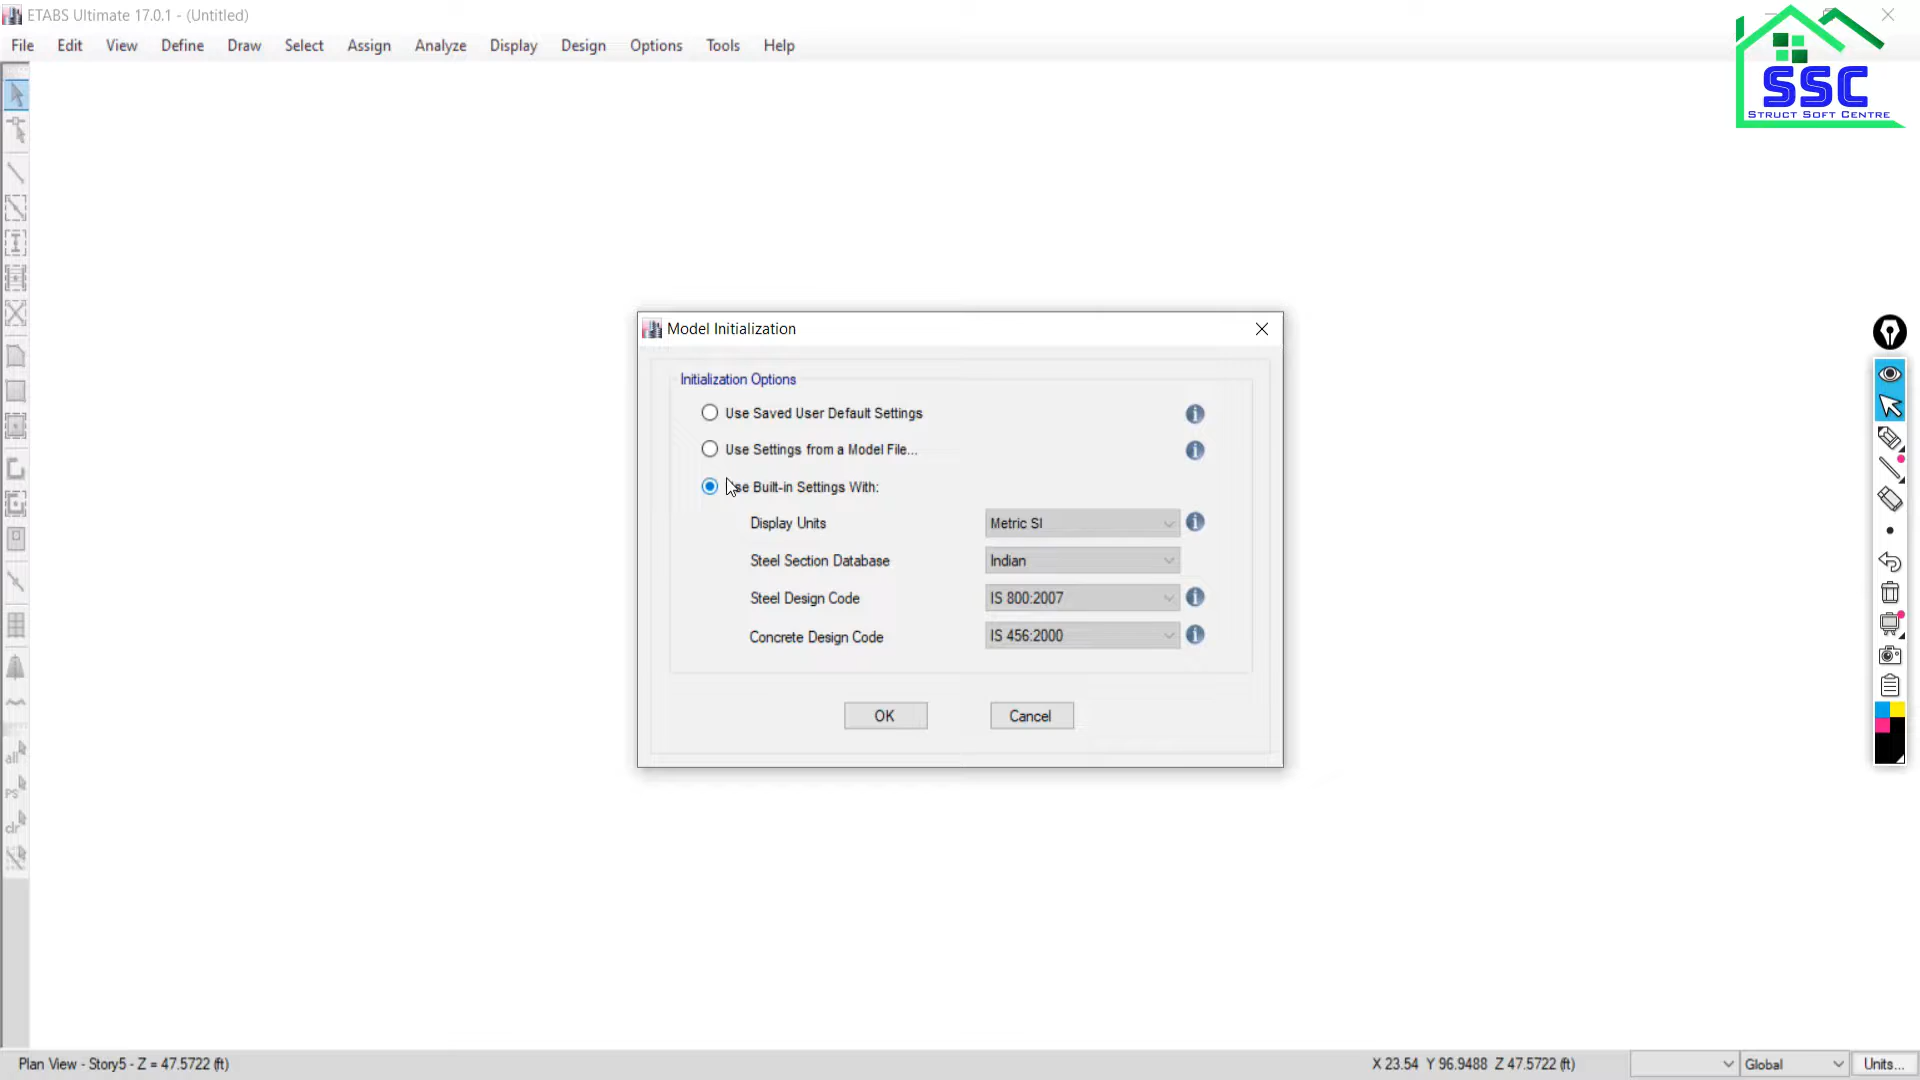 ETABS Ultimate 17.0.1 - (Untitled)
File Edit View Define Draw Select Assign Analyze Display Design Options Tools Help
SSC
STRUCT SOFT CENTRE
Model Initialization
Initialization Options
Use Saved User Default Settings
Use Settings from a Model File...
Use Built-in Settings With:
Display Units Metric SI
Steel Section Database Indian
Steel Design Code IS 800:2007
Concrete Design Code IS 456:2000
OK Cancel
all
PS
clr
Plan View - Story5 - Z = 47.5722 (ft) X 23.54 Y 96.9488 Z 47.5722 (ft) Global Units...